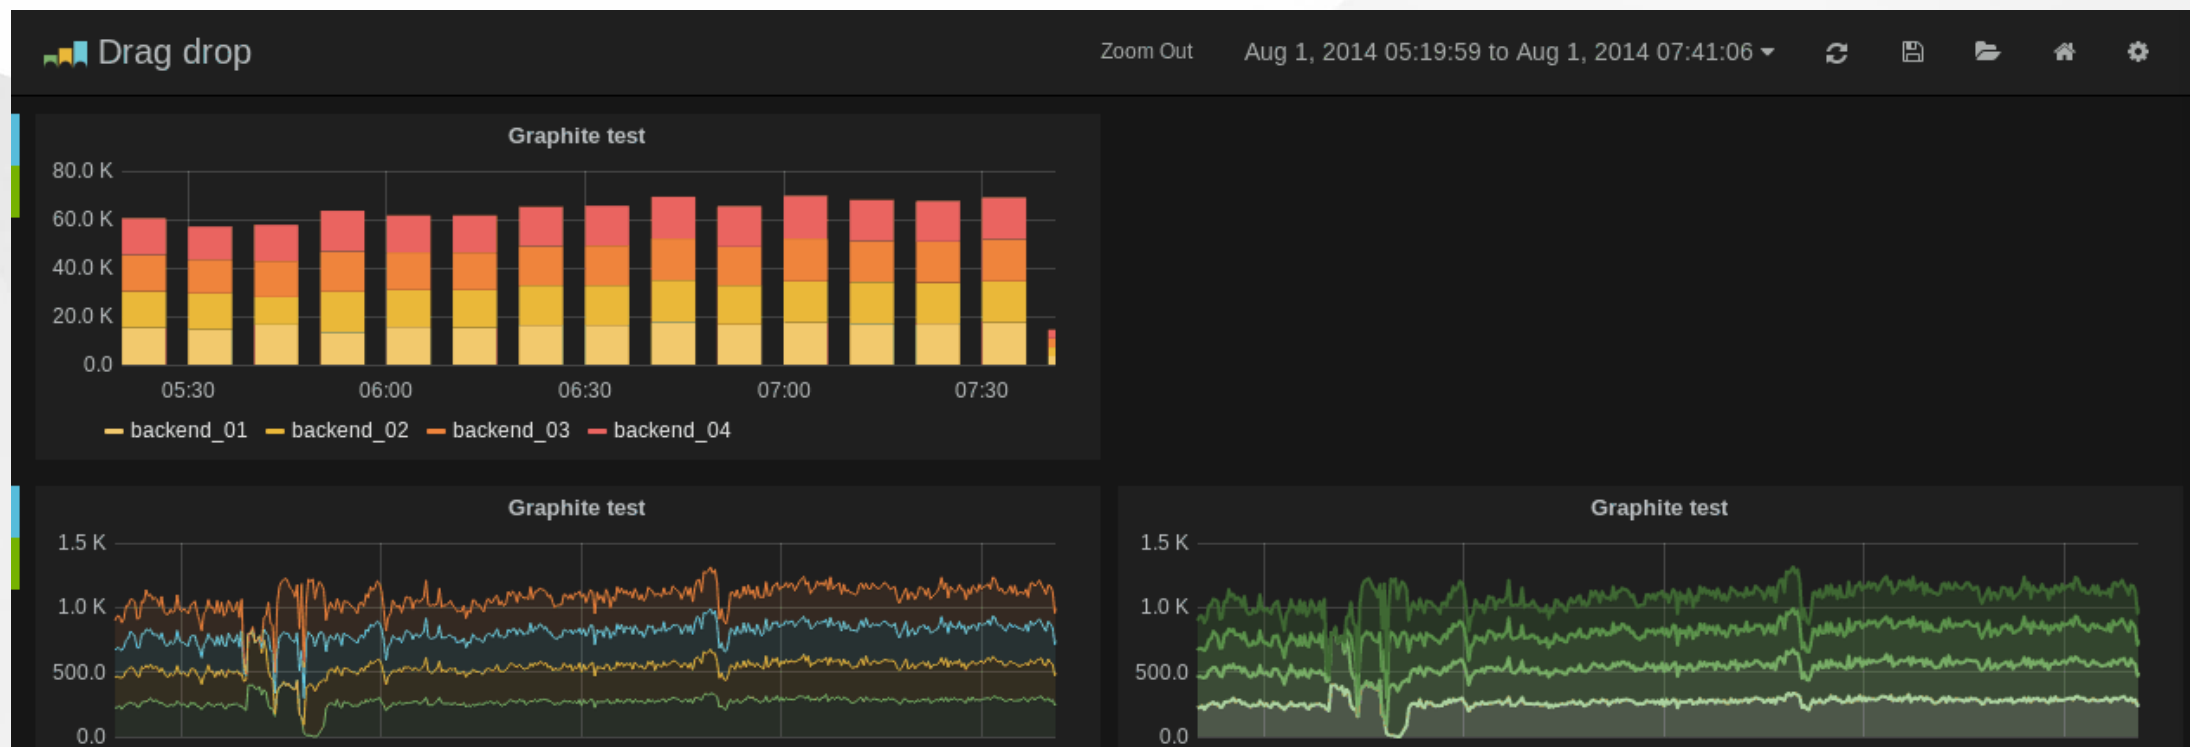 Drag drop
Zoom Out
Aug 1, 2014 05:19:59 to Aug 1, 2014 07:41:06
Graphite test
80.0 K
60.0 K
40.0 K
20.0 K
0.0
05:30 06:00 06:30 07:00 07:30
backend_01 backend_02 backend_03 backend_04
Graphite test
1.5 K
1.0 K
500.0
0.0
Graphite test
1.5 K
1.0 K
500.0
0.0